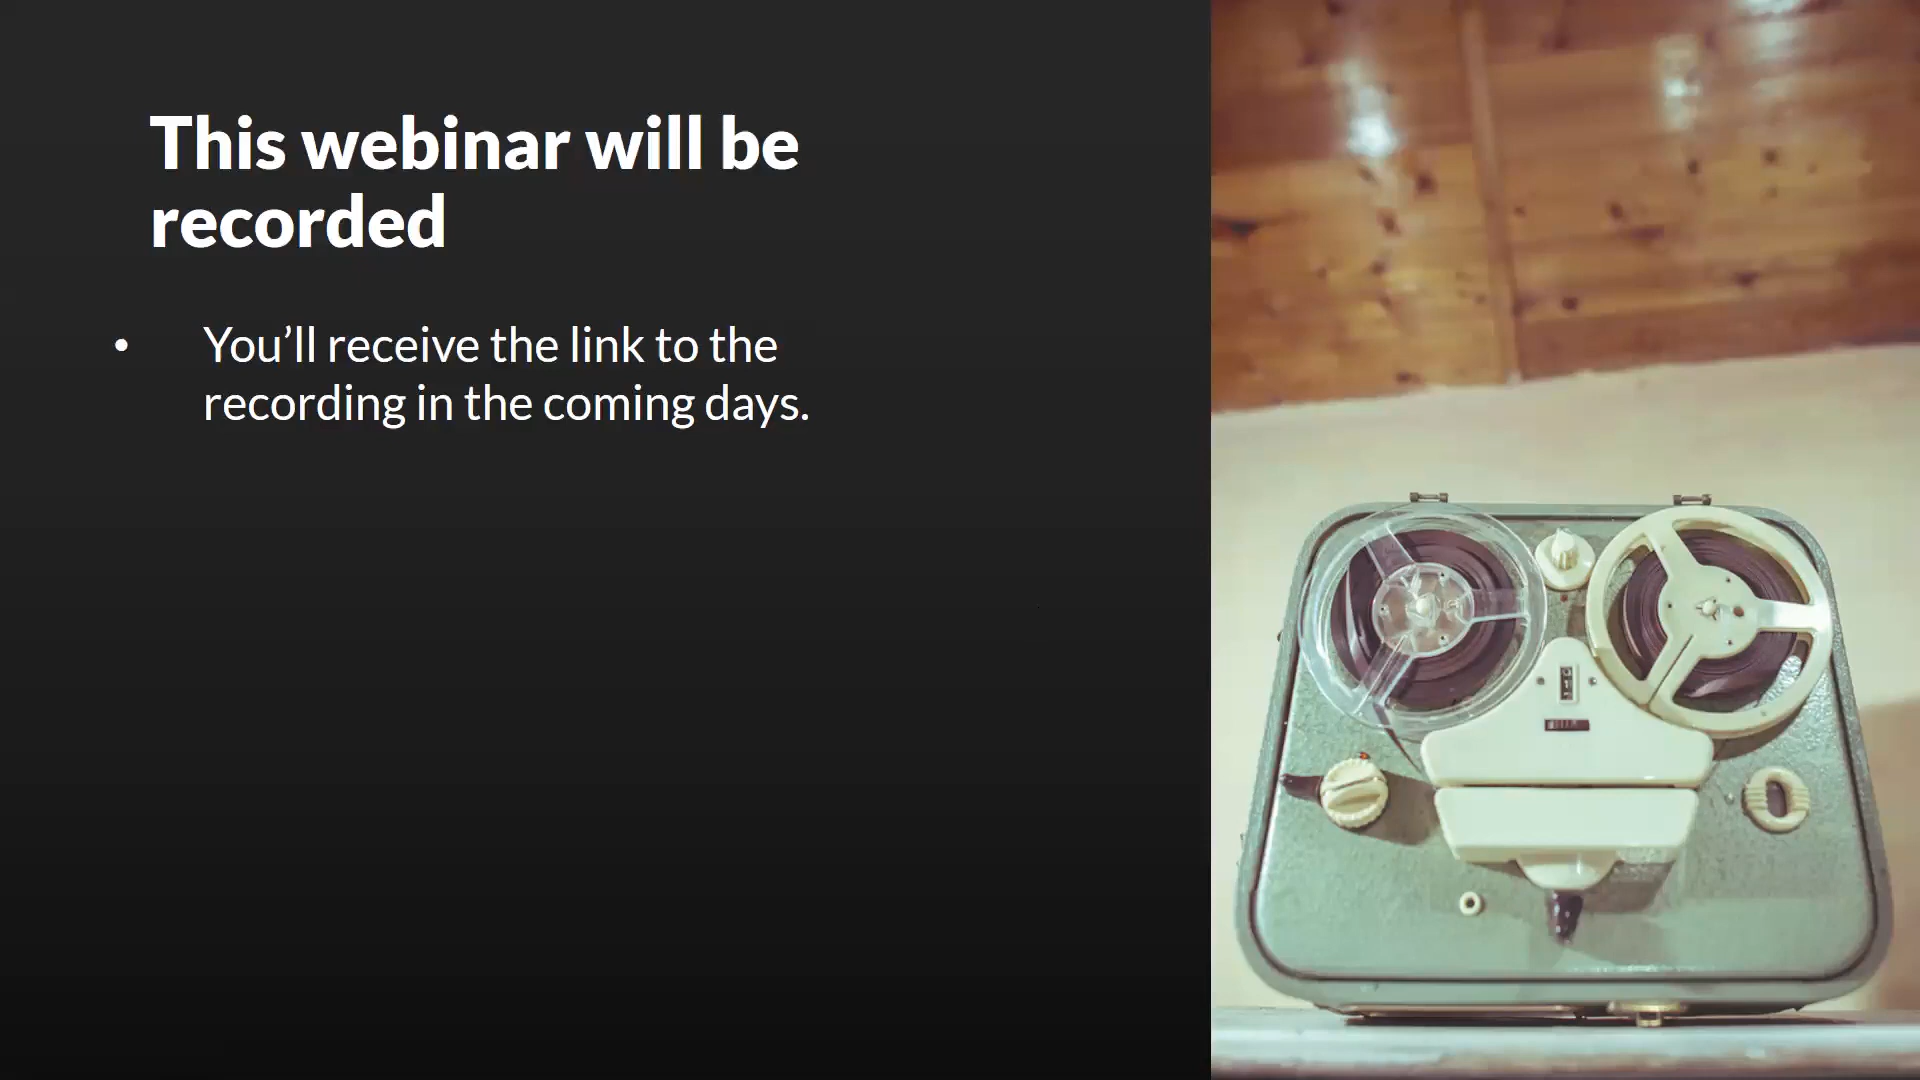 This webinar will be
recorded
• You’ll receive the link to the
recording in the coming days.